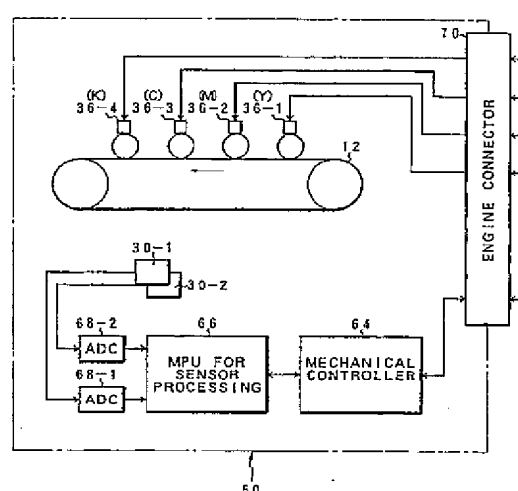 70
(K) (C) (M) (Y)
36-4 36-3 36-2 36-1
12
ENGINE CONNECTOR
30-1
30-2
68-2
66
64
ADC
MPU FOR
SENSOR
PROCESSING
MECHANICAL
CONTROLLER
68-1
ADC
60